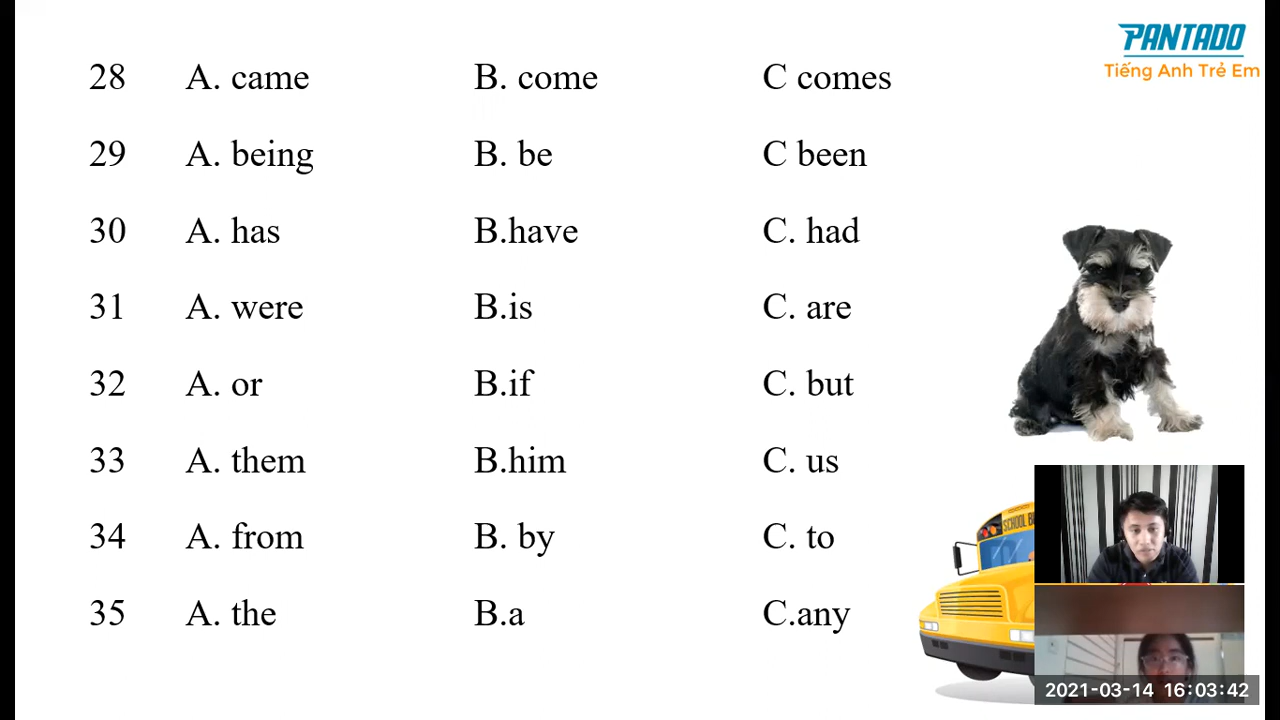 PANTADO
Tiếng Anh Trẻ Em
28 A. came B. come C comes
29 A. being B. be C been
30 A. has B.have C. had
31 A. were B.is C. are
32 A. or B.if C. but
33 A. them B.him C. us
34 A. from B. by C. to
35 A. the B.a C.any
SCHOOL
2021-03-14 16:03:42